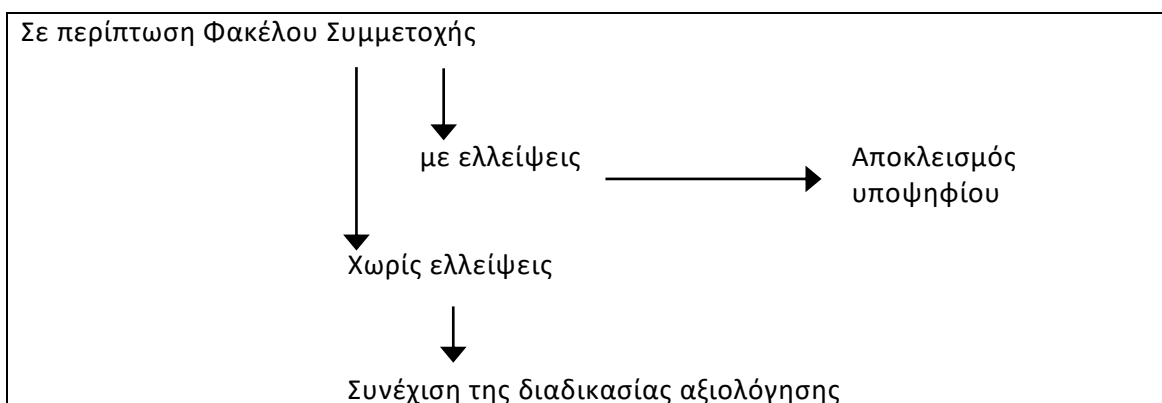 Σε περίπτωση Φακέλου Συμμετοχής
με ελλείψεις
Αποκλεισμός
υποψηφίου
Χωρίς ελλείψεις
Συνέχιση της διαδικασίας αξιολόγησης